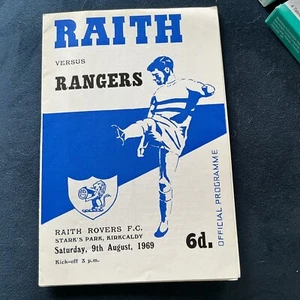 RAITH
VERSUS
RANGERS
OFFICIAL PROGRAMME
RAITH ROVERS F.C.
STARK'S PARK, KIRKCALDY
Saturday, 9th August, 1969
Kick-off 3 p.m.
6d.